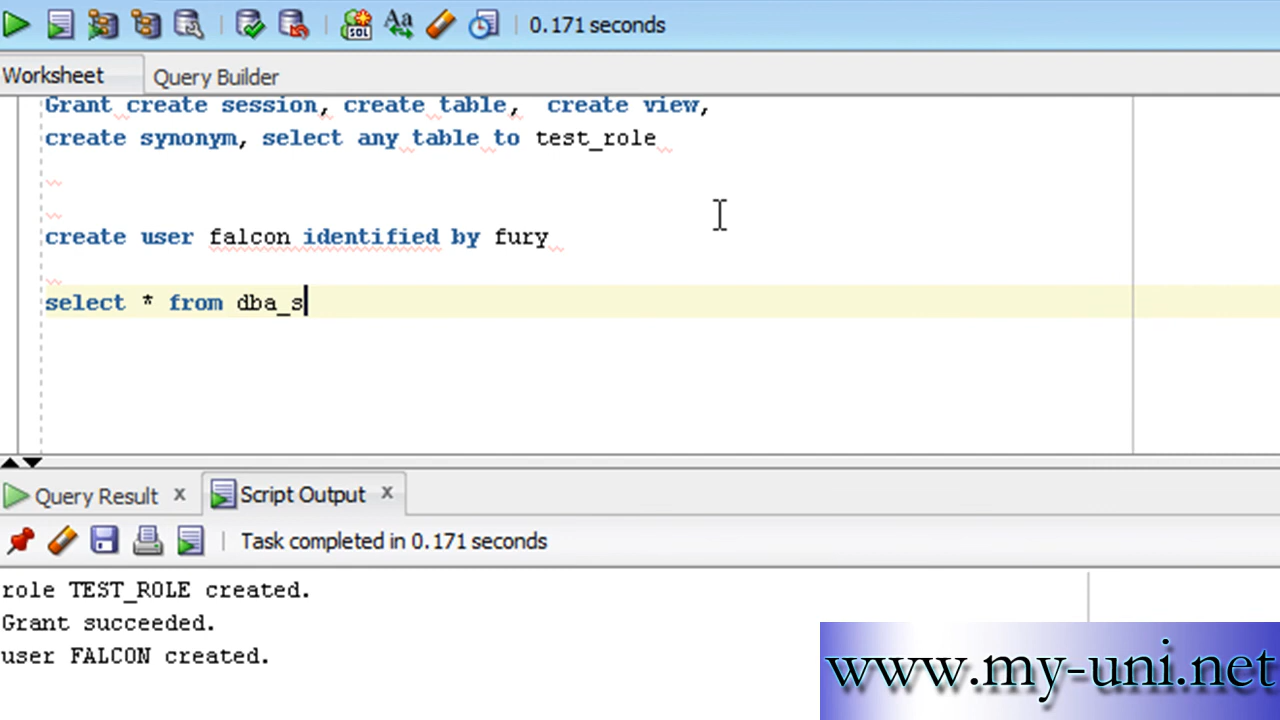 0.171 seconds
Worksheet Query Builder
Grant create session, create table, create view,
create synonym, select any table to test_role
create user falcon identified by fury
select * from dba_s
Query Result x Script Output x
Task completed in 0.171 seconds
role TEST_ROLE created.
Grant succeeded.
user FALCON created.
www.my-uni.net